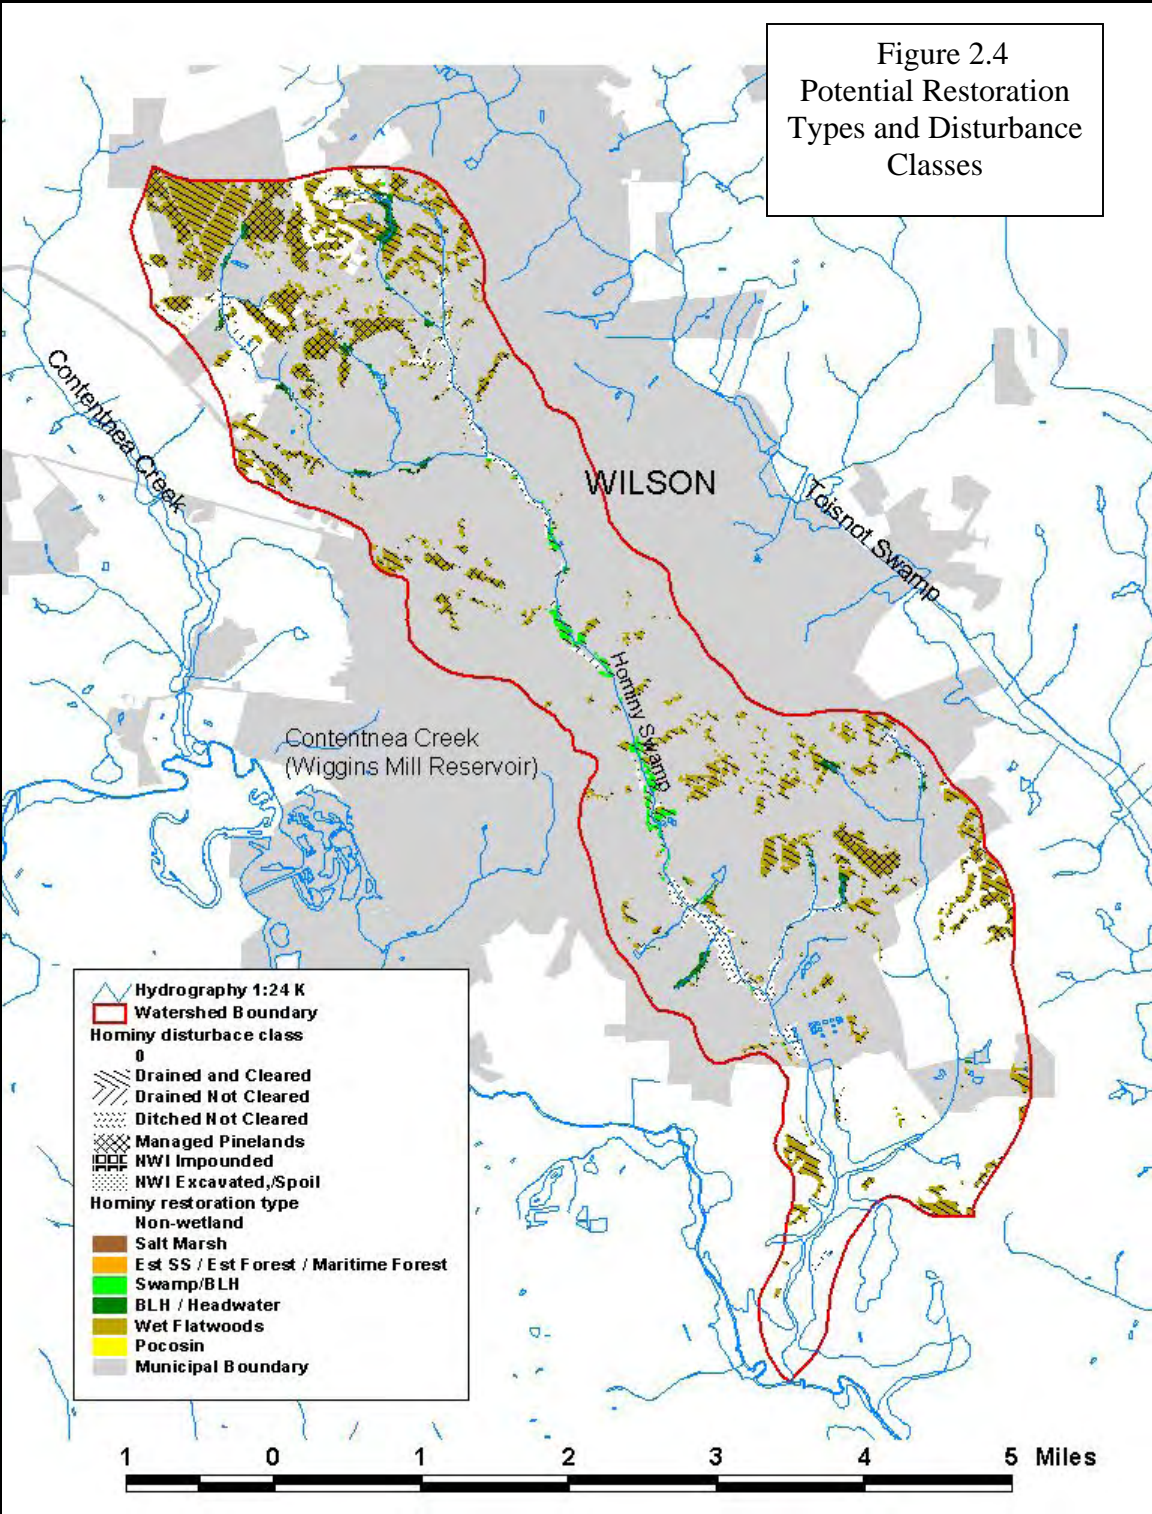 Figure 2.4
Potential Restoration
Types and Disturbance
Classes
Contentnea Creek
WILSON
Toisnot Swamp
Hominy Swamp
Contentnea Creek
(Wiggins Mill Reservoir)
Hydrography 1:24 K
Watershed Boundary
Hominy disturbace class
0
Drained and Cleared
Drained Not Cleared
Ditched Not Cleared
Managed Pinelands
NWI Impounded
NWI Excavated,/Spoil
Hominy restoration type
Non-wetland
Salt Marsh
Est SS / Est Forest / Maritime Forest
Swamp/BLH
BLH / Headwater
Wet Flatwoods
Pocosin
Municipal Boundary
1 0 1 2 3 4 5 Miles